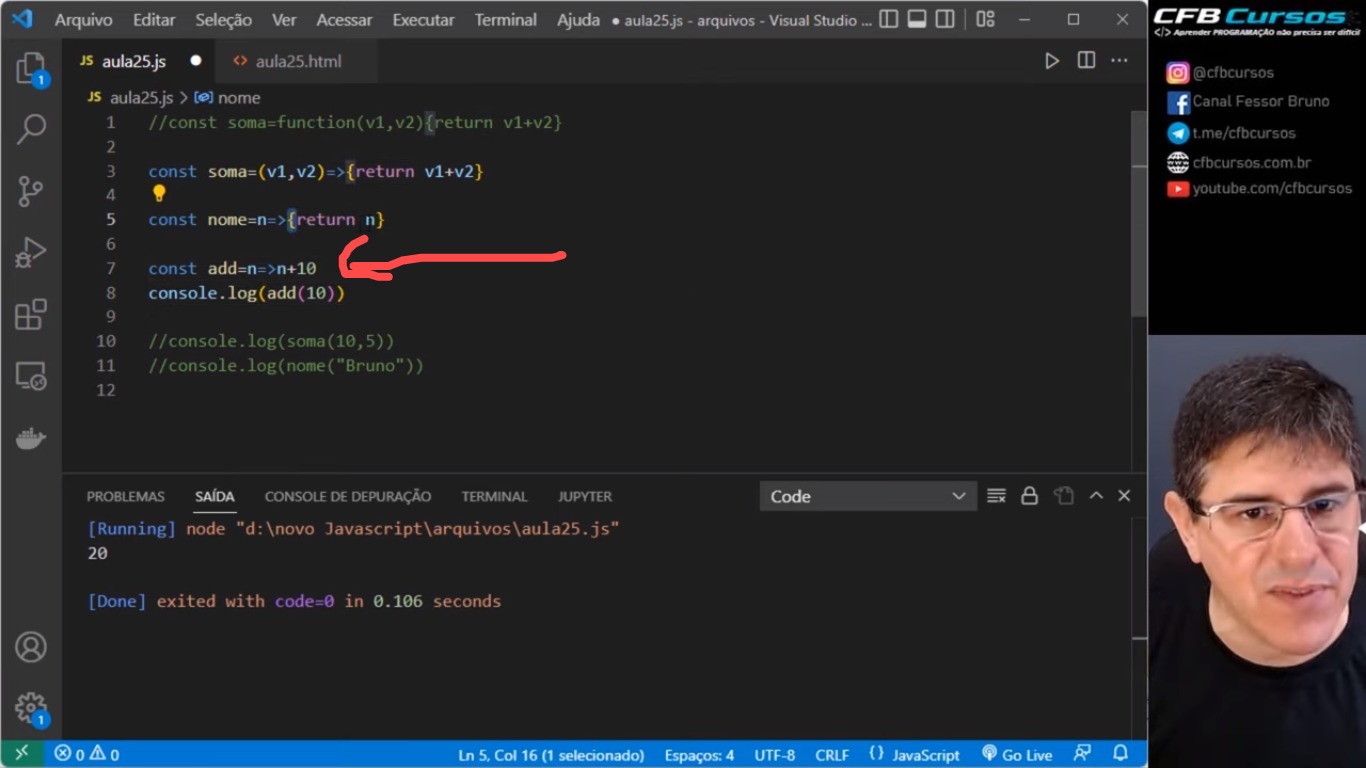 Arquivo Editar Seleção Ver Acessar Executar Terminal Ajuda ● aula25.js - arquivos - Visual Studio ...
JS aula25.js ● <> aula25.html
JS aula25.js > nome
1 //const soma=function(v1,v2){return v1+v2}
2
3 const soma=(v1,v2)=>{return v1+v2}
4
5 const nome=n=>{return n}
6
7 const add=n=>n+10
8 console.log(add(10))
9
10 //console.log(soma(10,5))
11 //console.log(nome("Bruno"))
12
PROBLEMAS SAÍDA CONSOLE DE DEPURAÇÃO TERMINAL JUPYTER Code
[Running] node "d:\novo Javascript\arquivos\aula25.js"
20
[Done] exited with code=0 in 0.106 seconds
1
1
0 0 Ln 5, Col 16 (1 selecionado) Espaços: 4 UTF-8 CRLF {} JavaScript Go Live
CFB Cursos
</> Aprender PROGRAMAÇÃO não precisa ser difícil
@cfbcursos
Canal Fessor Bruno
t.me/cfbcursos
cfbcursos.com.br
youtube.com/cfbcursos